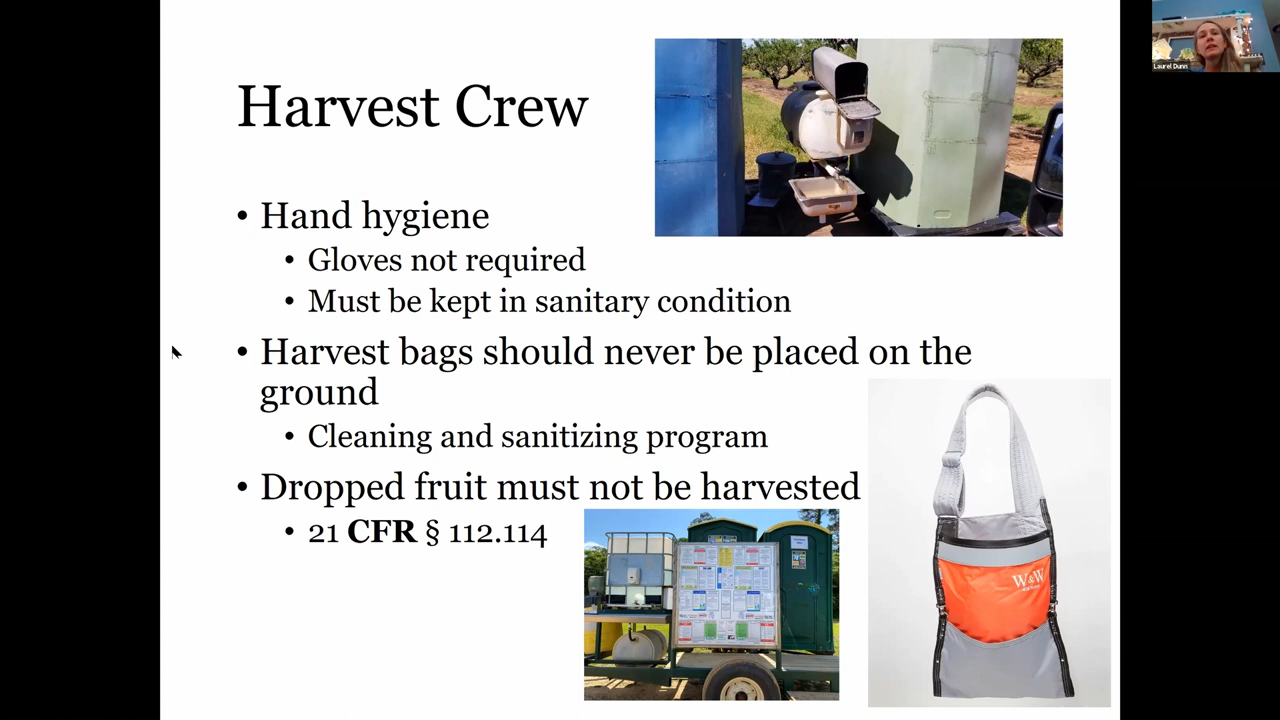 Harvest Crew
• Hand hygiene
• Gloves not required
• Must be kept in sanitary condition
• Harvest bags should never be placed on the
ground
• Cleaning and sanitizing program
• Dropped fruit must not be harvested
• 21 CFR § 112.114
W&W
Laurel Dunn